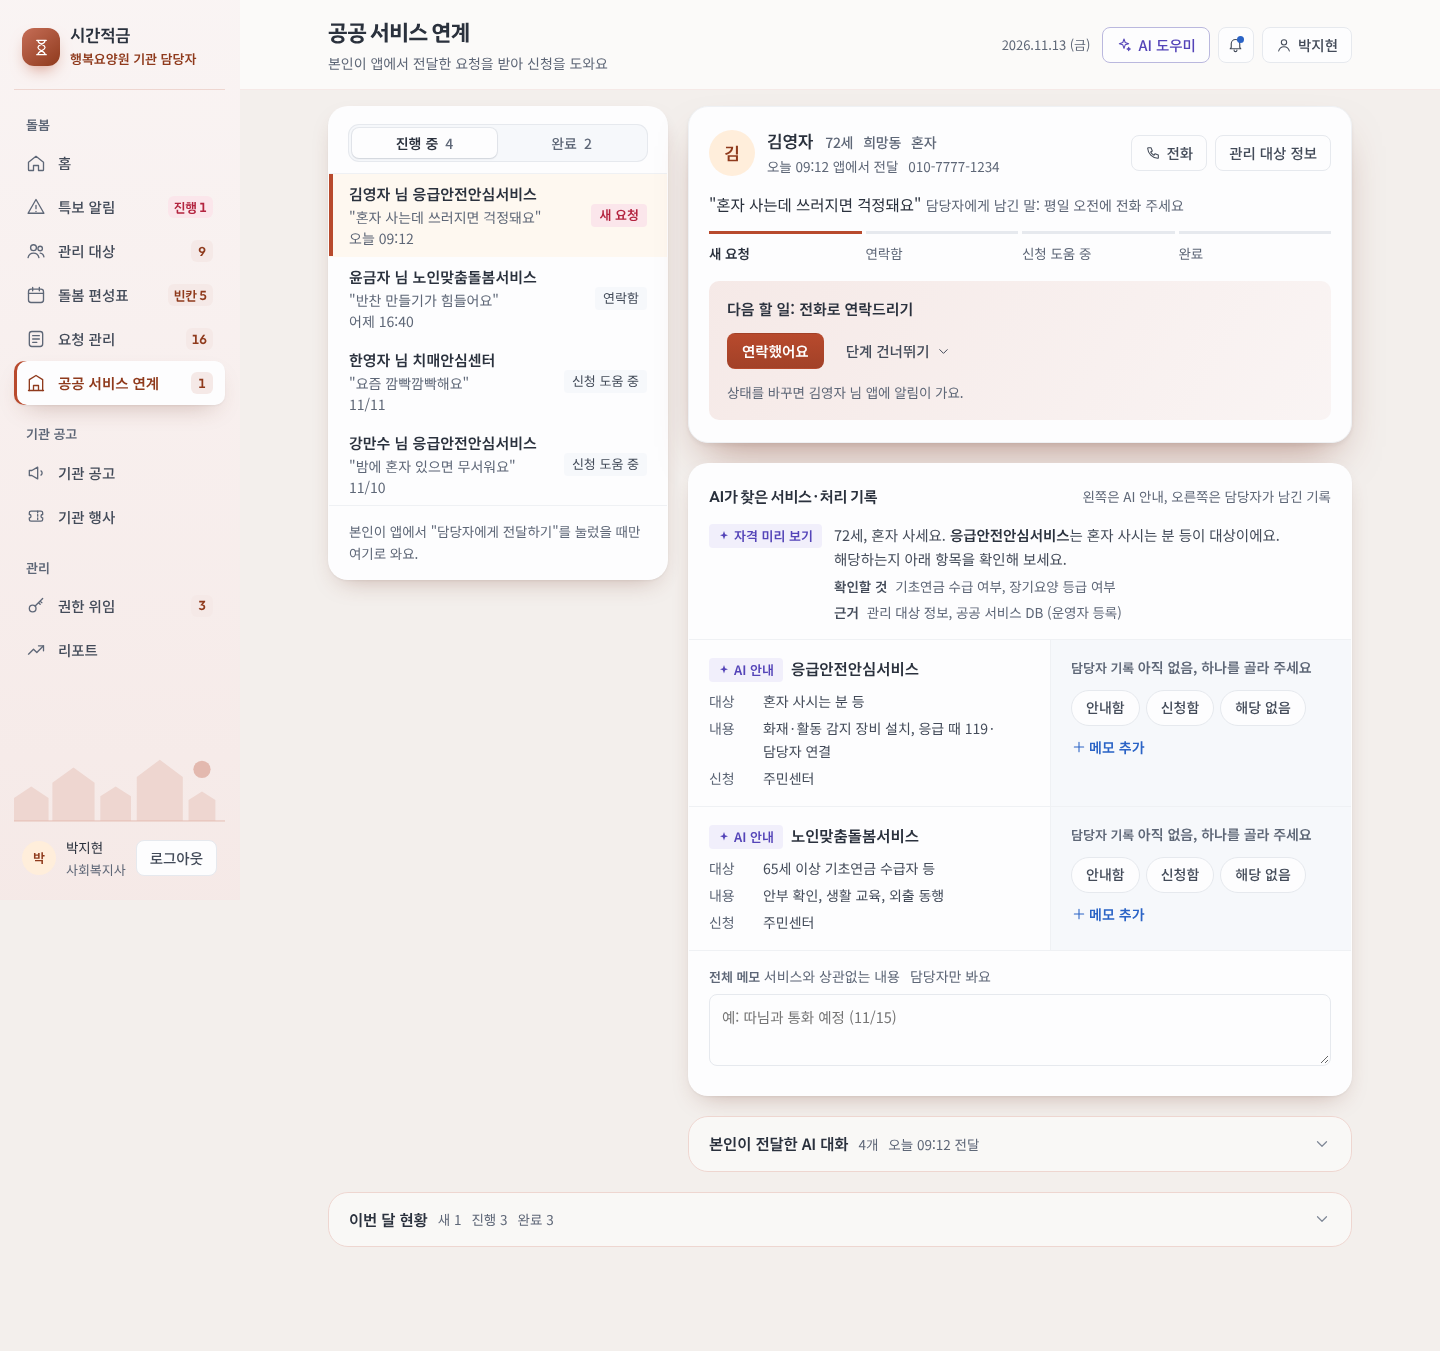 시간적금
행복요양원 기관 담당자
돌봄
홈
특보 알림 진행 1
관리 대상 9
돌봄 편성표 빈칸 5
요청 관리 16
공공 서비스 연계 1
기관 공고
기관 공고
기관 행사
관리
권한 위임 3
리포트
박
박지현
사회복지사
로그아웃
공공 서비스 연계
본인이 앱에서 전달한 요청을 받아 신청을 도와요
2026.11.13 (금)
AI 도우미
박지현
진행 중 4
완료 2
김영자 님 응급안전안심서비스
"혼자 사는데 쓰러지면 걱정돼요"
오늘 09:12
새 요청
윤금자 님 노인맞춤돌봄서비스
"반찬 만들기가 힘들어요"
어제 16:40
연락함
한영자 님 치매안심센터
"요즘 깜빡깜빡해요"
11/11
신청 도움 중
강만수 님 응급안전안심서비스
"밤에 혼자 있으면 무서워요"
11/10
신청 도움 중
본인이 앱에서 "담당자에게 전달하기"를 눌렀을 때만
여기로 와요.
김
김영자 72세 희망동 혼자
오늘 09:12 앱에서 전달 010-7777-1234
전화
관리 대상 정보
"혼자 사는데 쓰러지면 걱정돼요" 담당자에게 남긴 말: 평일 오전에 전화 주세요
새 요청
연락함
신청 도움 중
완료
다음 할 일: 전화로 연락드리기
연락했어요
단계 건너뛰기
상태를 바꾸면 김영자 님 앱에 알림이 가요.
AI가 찾은 서비스·처리 기록
왼쪽은 AI 안내, 오른쪽은 담당자가 남긴 기록
자격 미리 보기
72세, 혼자 사세요. 응급안전안심서비스는 혼자 사시는 분 등이 대상이에요.
해당하는지 아래 항목을 확인해 보세요.
확인할 것 기초연금 수급 여부, 장기요양 등급 여부
근거 관리 대상 정보, 공공 서비스 DB (운영자 등록)
AI 안내 응급안전안심서비스
대상 혼자 사시는 분 등
내용 화재·활동 감지 장비 설치, 응급 때 119·
담당자 연결
신청 주민센터
담당자 기록 아직 없음, 하나를 골라 주세요
안내함
신청함
해당 없음
메모 추가
AI 안내 노인맞춤돌봄서비스
대상 65세 이상 기초연금 수급자 등
내용 안부 확인, 생활 교육, 외출 동행
신청 주민센터
담당자 기록 아직 없음, 하나를 골라 주세요
안내함
신청함
해당 없음
메모 추가
전체 메모 서비스와 상관없는 내용 담당자만 봐요
예: 따님과 통화 예정 (11/15)
본인이 전달한 AI 대화 4개 오늘 09:12 전달
이번 달 현황 새 1 진행 3 완료 3